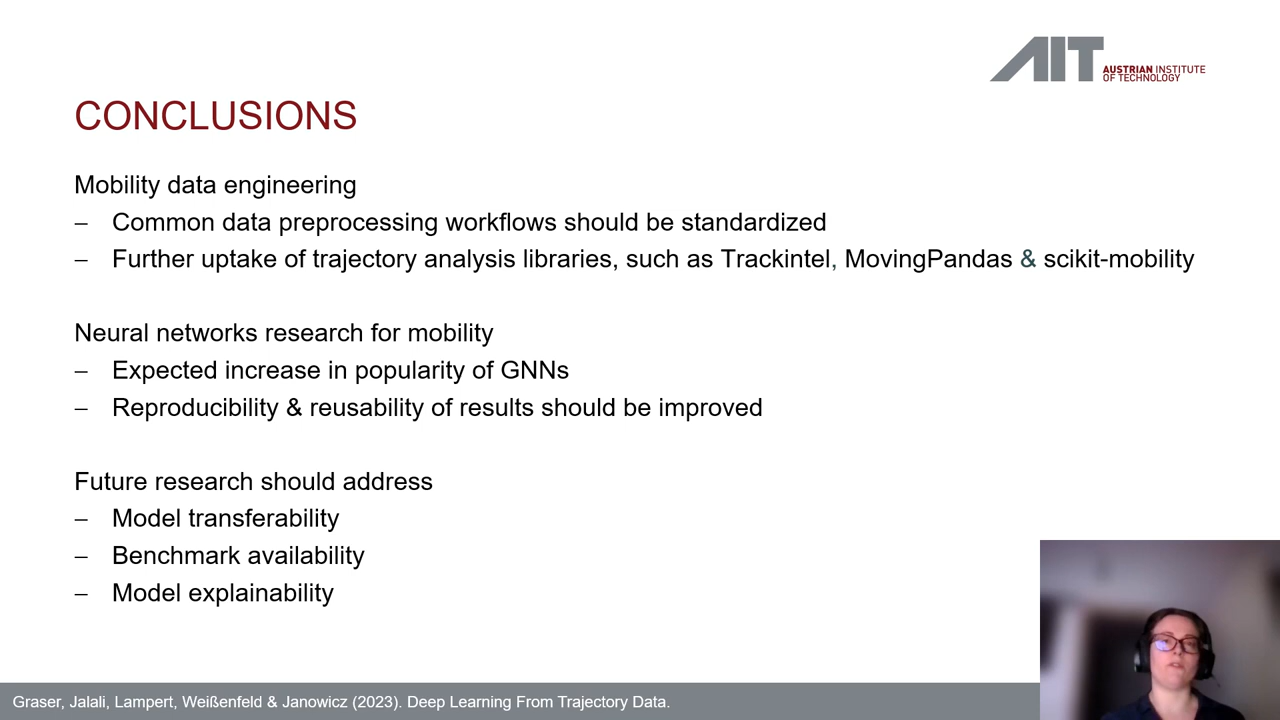 AIT AUSTRIAN INSTITUTE
OF TECHNOLOGY
CONCLUSIONS
Mobility data engineering
– Common data preprocessing workflows should be standardized
– Further uptake of trajectory analysis libraries, such as Trackintel, MovingPandas & scikit-mobility
Neural networks research for mobility
– Expected increase in popularity of GNNs
– Reproducibility & reusability of results should be improved
Future research should address
– Model transferability
– Benchmark availability
– Model explainability
Graser, Jalali, Lampert, Weißenfeld & Janowicz (2023). Deep Learning From Trajectory Data.